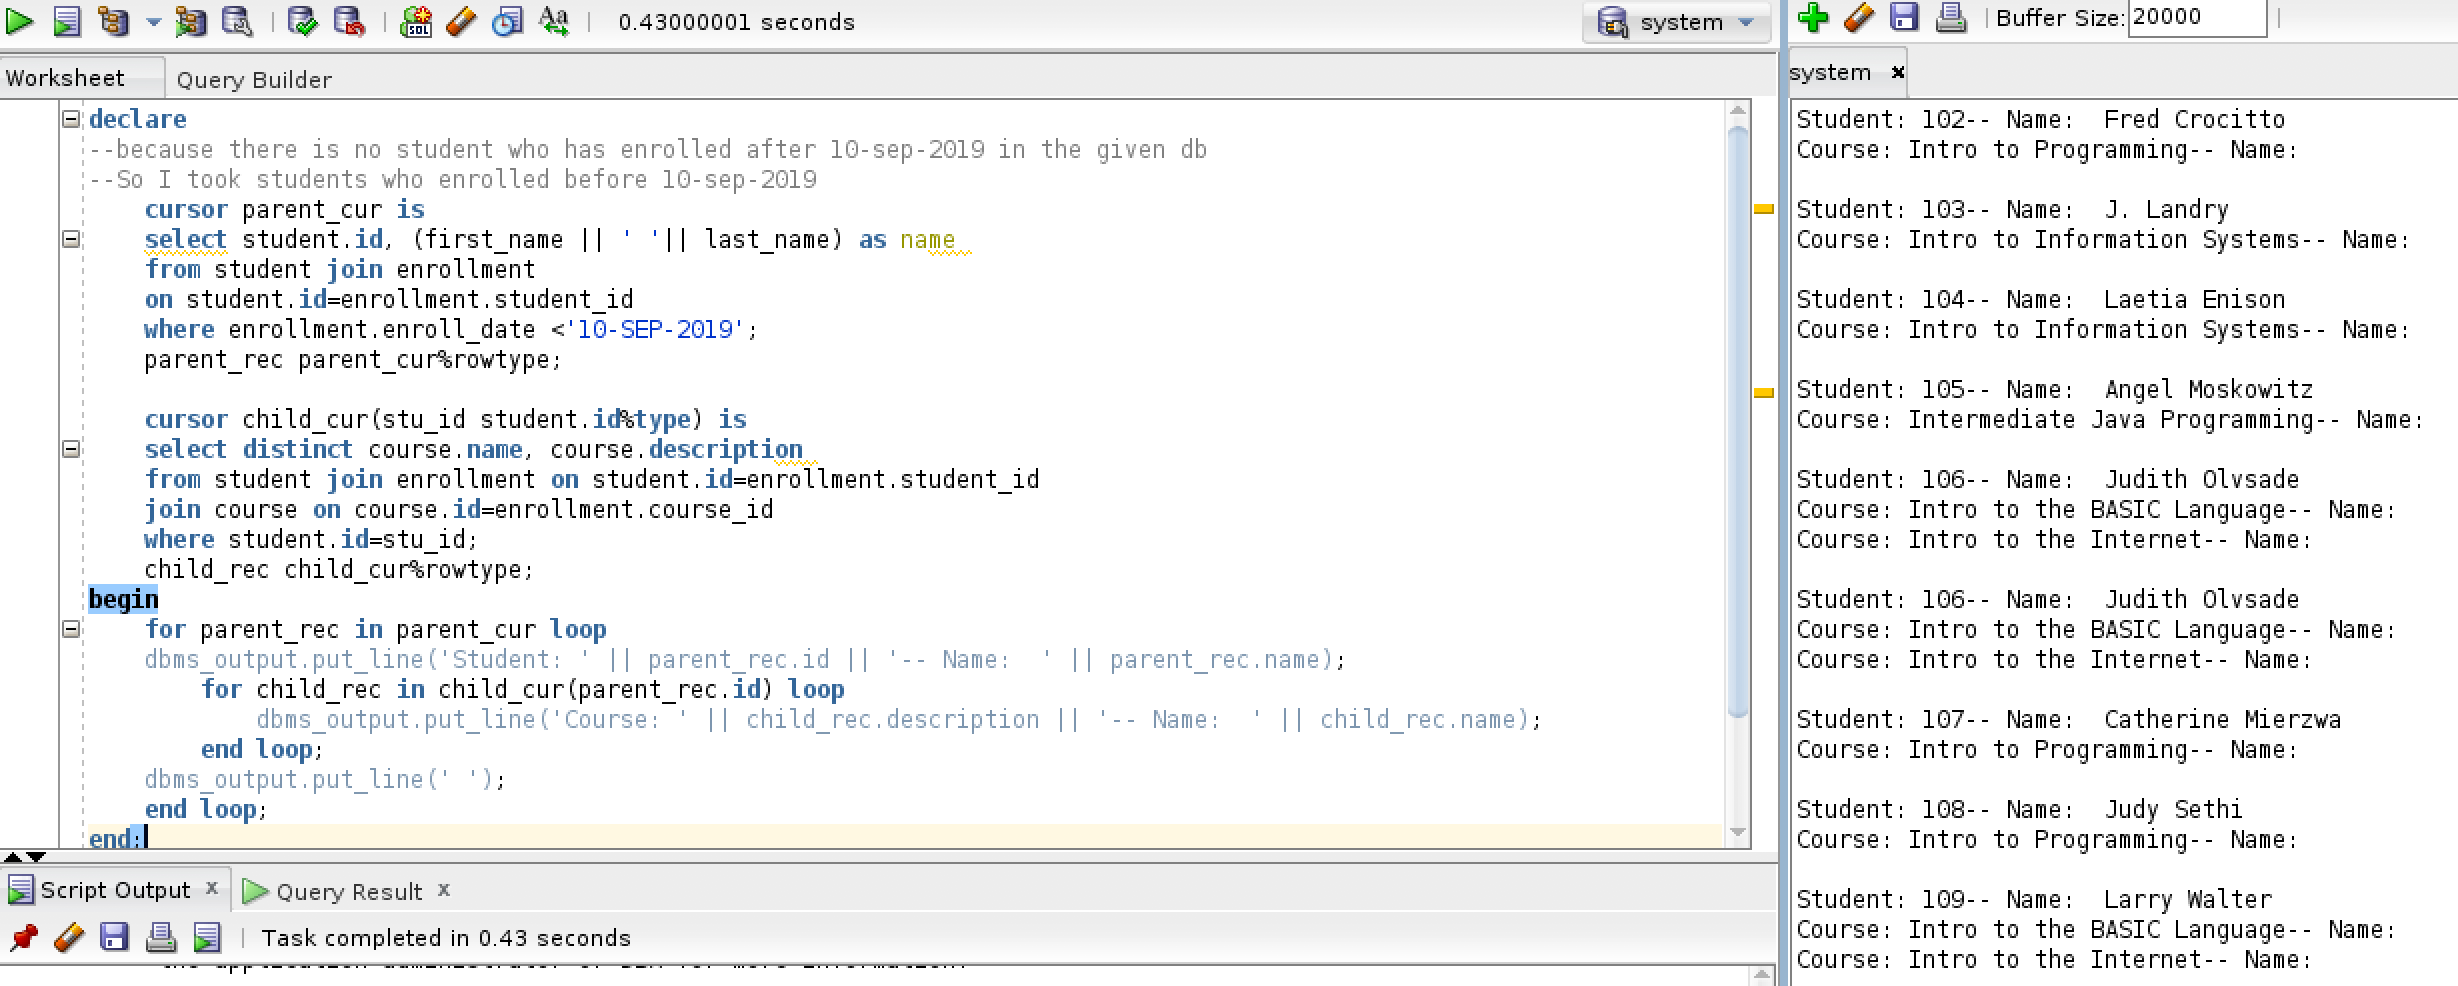 0.43000001 seconds
system
Worksheet
Query Builder
declare
--because there is no student who has enrolled after 10-sep-2019 in the given db
--So I took students who enrolled before 10-sep-2019
cursor parent_cur is
select student.id, (first_name || ' '|| last_name) as name
from student join enrollment
on student.id=enrollment.student_id
where enrollment.enroll_date <'10-SEP-2019';
parent_rec parent_cur%rowtype;
cursor child_cur(stu_id student.id%type) is
select distinct course.name, course.description
from student join enrollment on student.id=enrollment.student_id
join course on course.id=enrollment.course_id
where student.id=stu_id;
child_rec child_cur%rowtype;
begin
for parent_rec in parent_cur loop
dbms_output.put_line('Student: ' || parent_rec.id || '-- Name:  ' || parent_rec.name);
for child_rec in child_cur(parent_rec.id) loop
dbms_output.put_line('Course: ' || child_rec.description || '-- Name:  ' || child_rec.name);
end loop;
dbms_output.put_line(' ');
end loop;
end;
Script Output x
Query Result x
Task completed in 0.43 seconds
Buffer Size: 20000
system
Student: 102-- Name:  Fred Crocitto
Course: Intro to Programming-- Name:
Student: 103-- Name:  J. Landry
Course: Intro to Information Systems-- Name:
Student: 104-- Name:  Laetia Enison
Course: Intro to Information Systems-- Name:
Student: 105-- Name:  Angel Moskowitz
Course: Intermediate Java Programming-- Name:
Student: 106-- Name:  Judith Olvsade
Course: Intro to the BASIC Language-- Name:
Course: Intro to the Internet-- Name:
Student: 106-- Name:  Judith Olvsade
Course: Intro to the BASIC Language-- Name:
Course: Intro to the Internet-- Name:
Student: 107-- Name:  Catherine Mierzwa
Course: Intro to Programming-- Name:
Student: 108-- Name:  Judy Sethi
Course: Intro to Programming-- Name:
Student: 109-- Name:  Larry Walter
Course: Intro to the BASIC Language-- Name:
Course: Intro to the Internet-- Name: